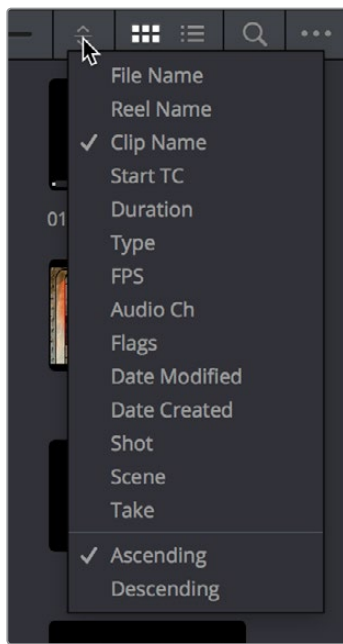 File Name
Reel Name
Clip Name
Start TC
01
Duration
Type
FPS
Audio Ch
Flags
Date Modified
Date Created
Shot
Scene
Take
Ascending
Descending